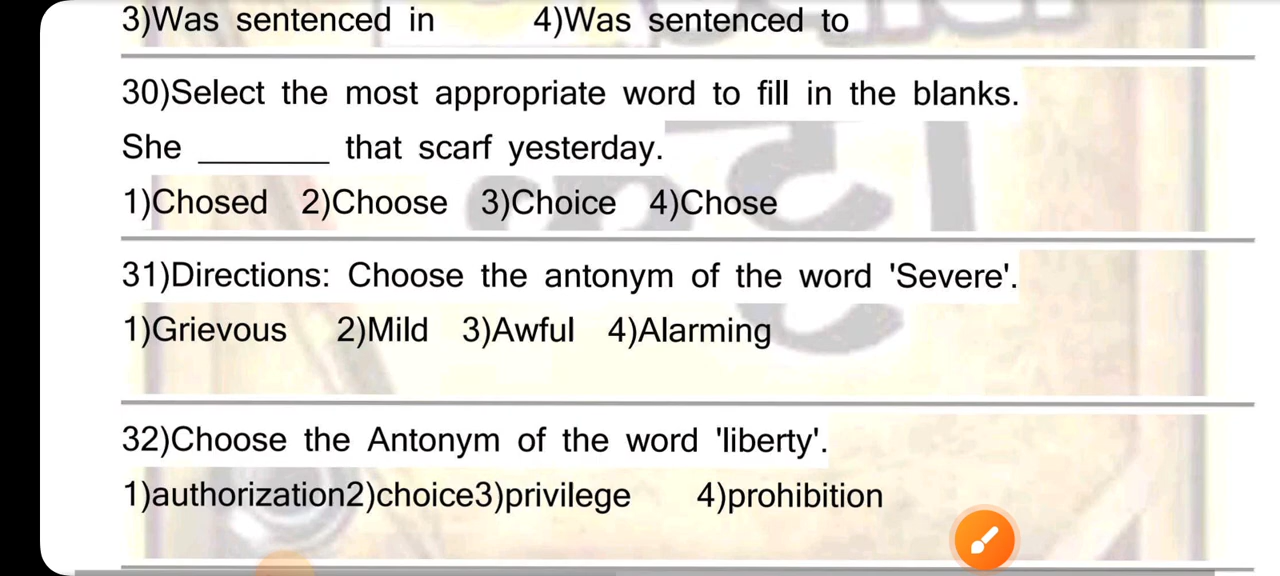 3)Was sentenced in 4)Was sentenced to
30)Select the most appropriate word to fill in the blanks.
She _______ that scarf yesterday.
1)Chosed 2)Choose 3)Choice 4)Chose
31)Directions: Choose the antonym of the word 'Severe'.
1)Grievous 2)Mild 3)Awful 4)Alarming
32)Choose the Antonym of the word 'liberty'.
1)authorization2)choice3)privilege 4)prohibition